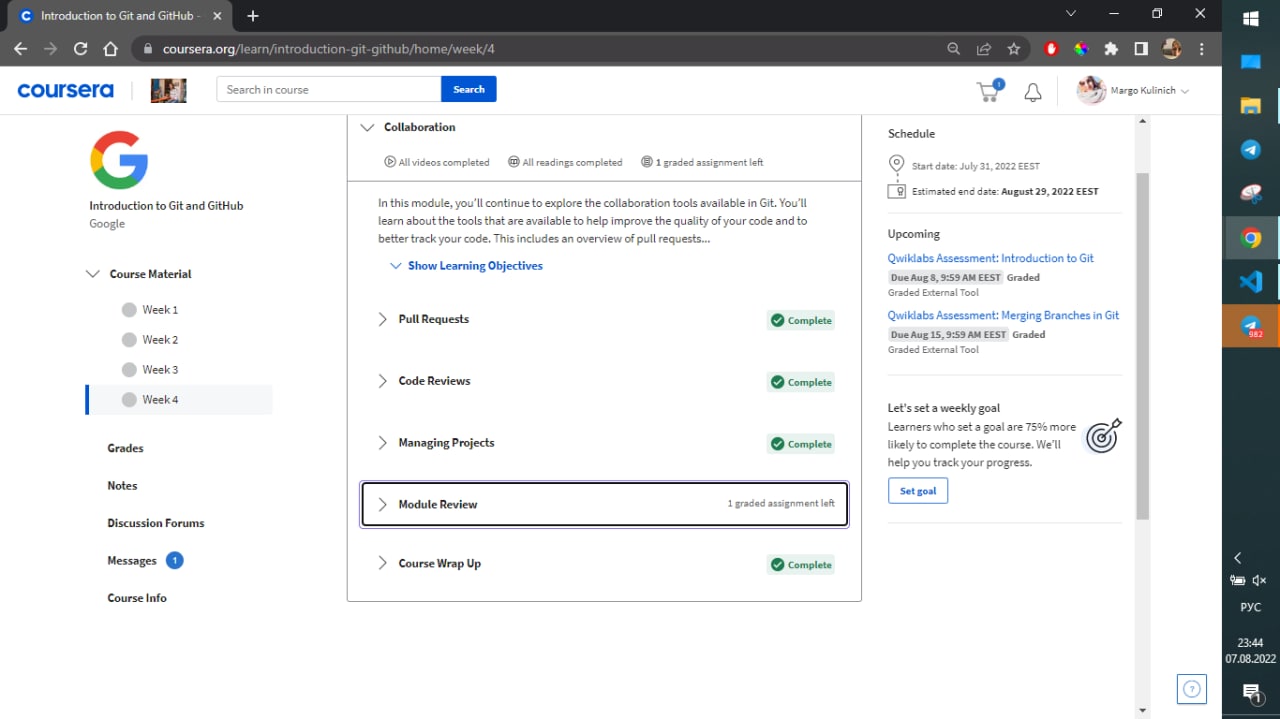 Introduction to Git and GitHub -
coursera.org/learn/introduction-git-github/home/week/4
coursera
Search in course
Search
1
Margo Kulinich
Introduction to Git and GitHub
Google
Course Material
Week 1
Week 2
Week 3
Week 4
Grades
Notes
Discussion Forums
Messages 1
Course Info
Collaboration
All videos completed All readings completed 1 graded assignment left
In this module, you'll continue to explore the collaboration tools available in Git. You'll
learn about the tools that are available to help improve the quality of your code and to
better track your code. This includes an overview of pull requests...
Show Learning Objectives
Pull Requests Complete
Code Reviews Complete
Managing Projects Complete
Module Review 1 graded assignment left
Course Wrap Up Complete
Schedule
Start date: July 31, 2022 EEST
Estimated end date: August 29, 2022 EEST
Upcoming
Qwiklabs Assessment: Introduction to Git
Due Aug 8, 9:59 AM EEST Graded
Graded External Tool
Qwiklabs Assessment: Merging Branches in Git
Due Aug 15, 9:59 AM EEST Graded
Graded External Tool
Let's set a weekly goal
Learners who set a goal are 75% more
likely to complete the course. We'll
help you track your progress.
Set goal
?
982
РУС
23:44
07.08.2022
1